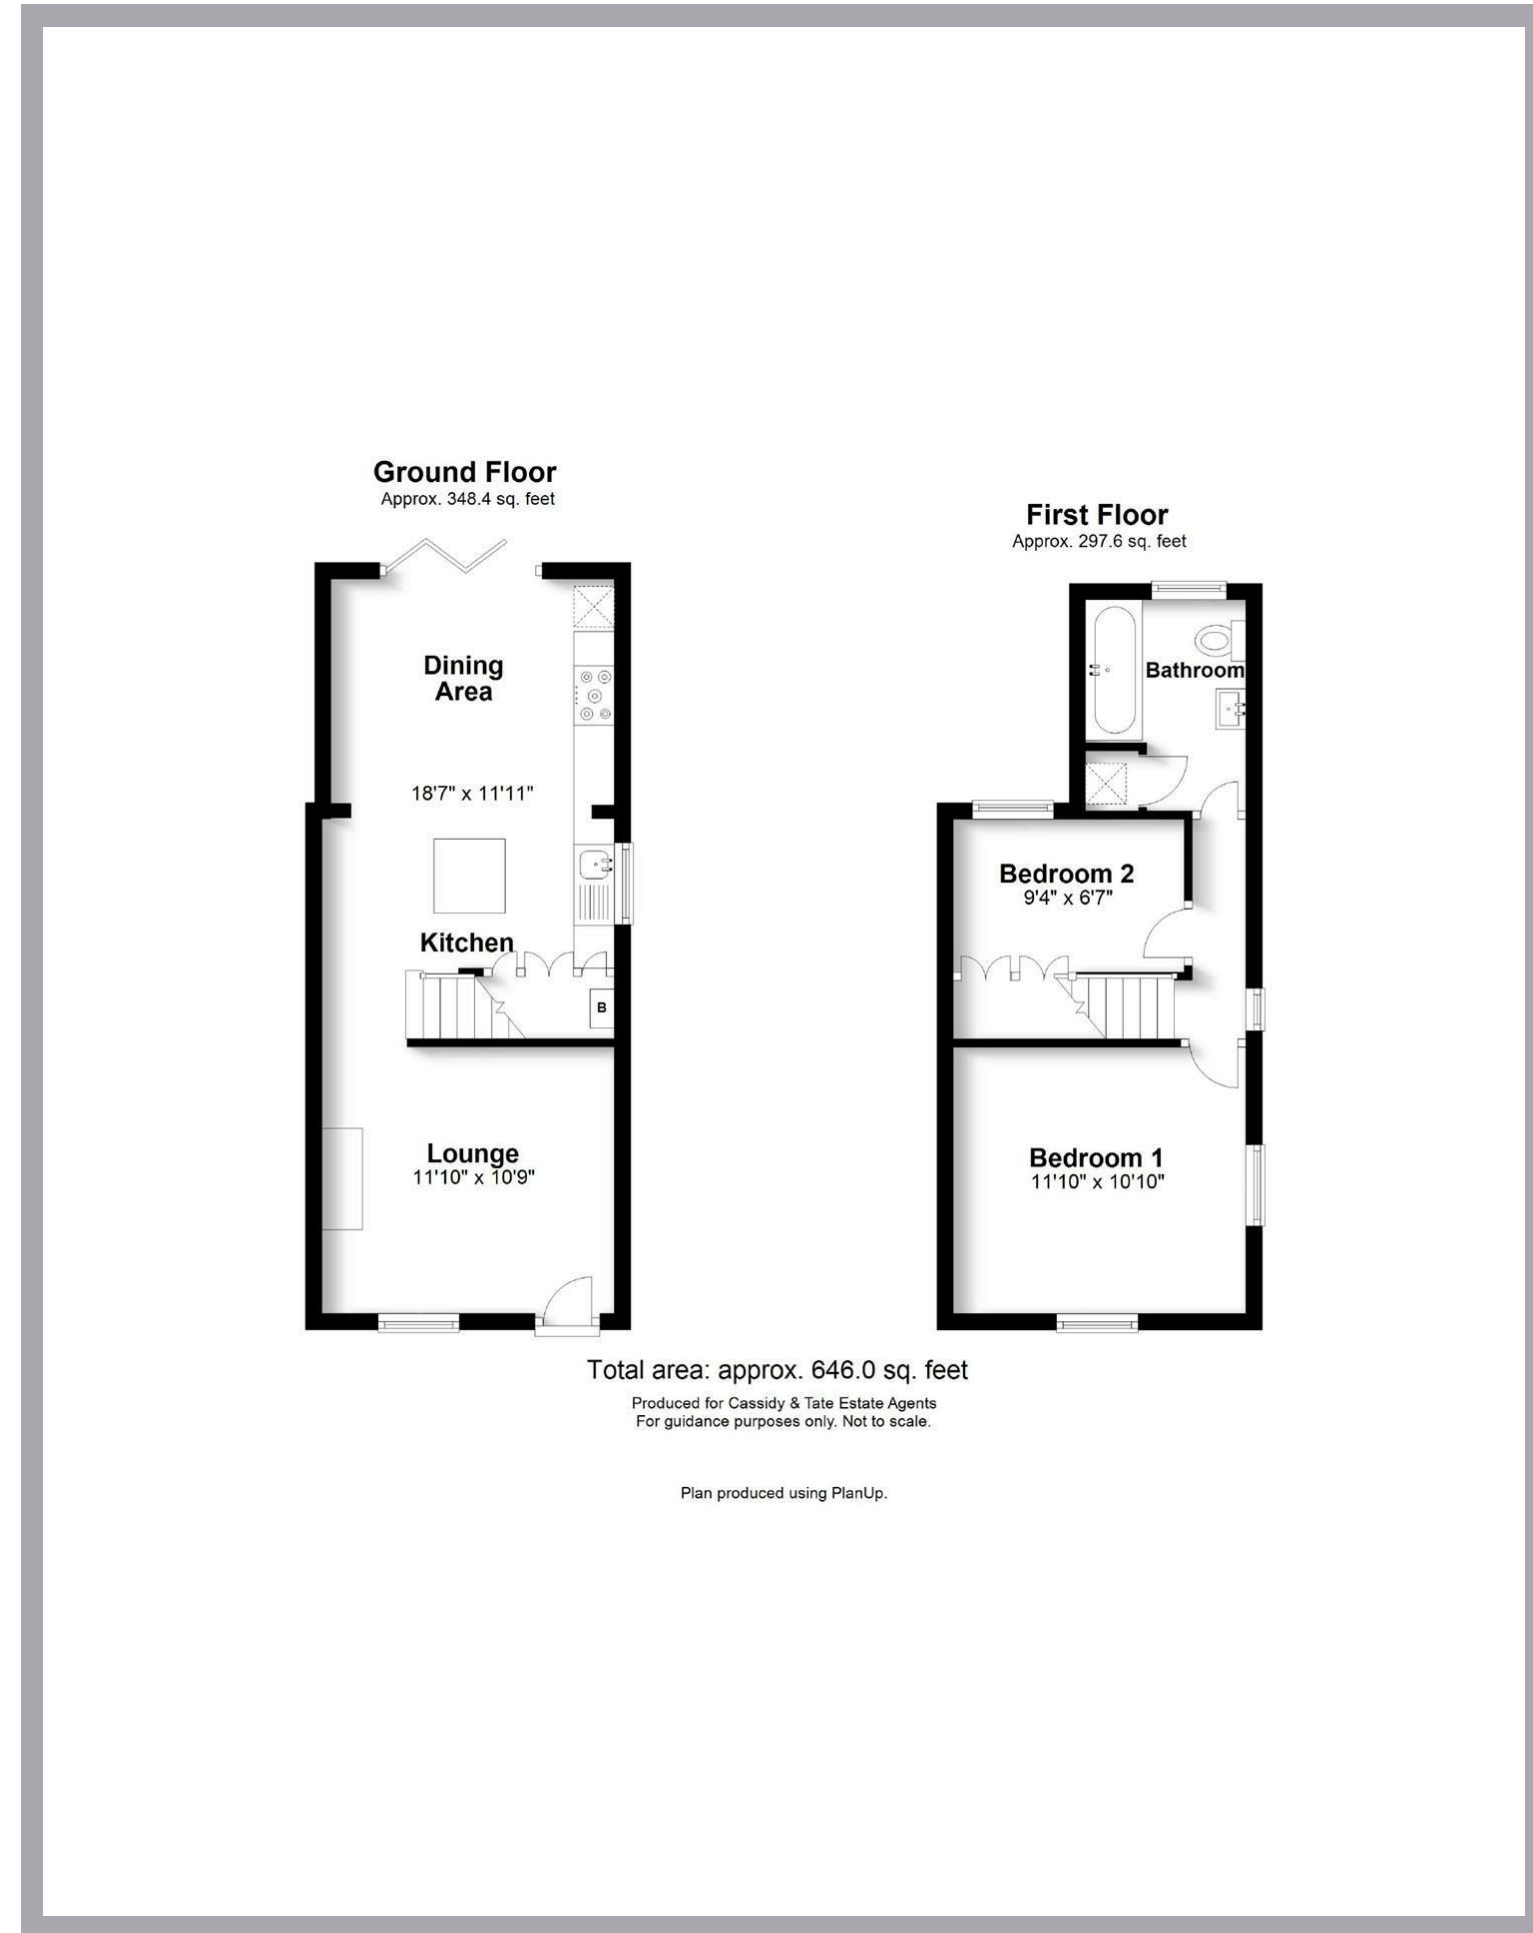 Ground Floor
Approx. 348.4 sq. feet
Dining
Area
18'7" x 11'11"
Kitchen
B
Lounge
11'10" x 10'9"
First Floor
Approx. 297.6 sq. feet
Bathroom
Bedroom 2
9'4" x 6'7"
Bedroom 1
11'10" x 10'10"
Total area: approx. 646.0 sq. feet
Produced for Cassidy & Tate Estate Agents
For guidance purposes only. Not to scale.
Plan produced using PlanUp.